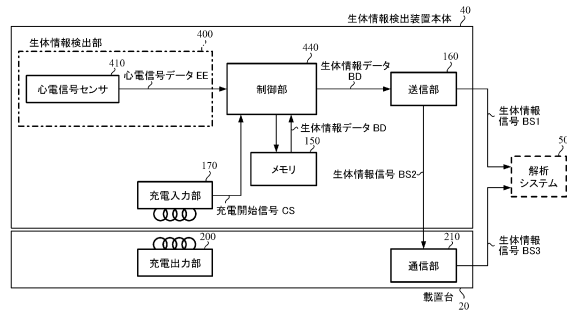 生体情報検出装置本体
40
生体情報検出部
400
410
心電信号センサ
心電信号データ EE
440
制御部
生体情報データ
BD
160
送信部
生体情報
信号 BS1
生体情報データ BD
150
メモリ
生体情報信号 BS2
50
解析
システム
170
充電入力部
充電開始信号 CS
200
充電出力部
210
通信部
生体情報
信号 BS3
載置台
20